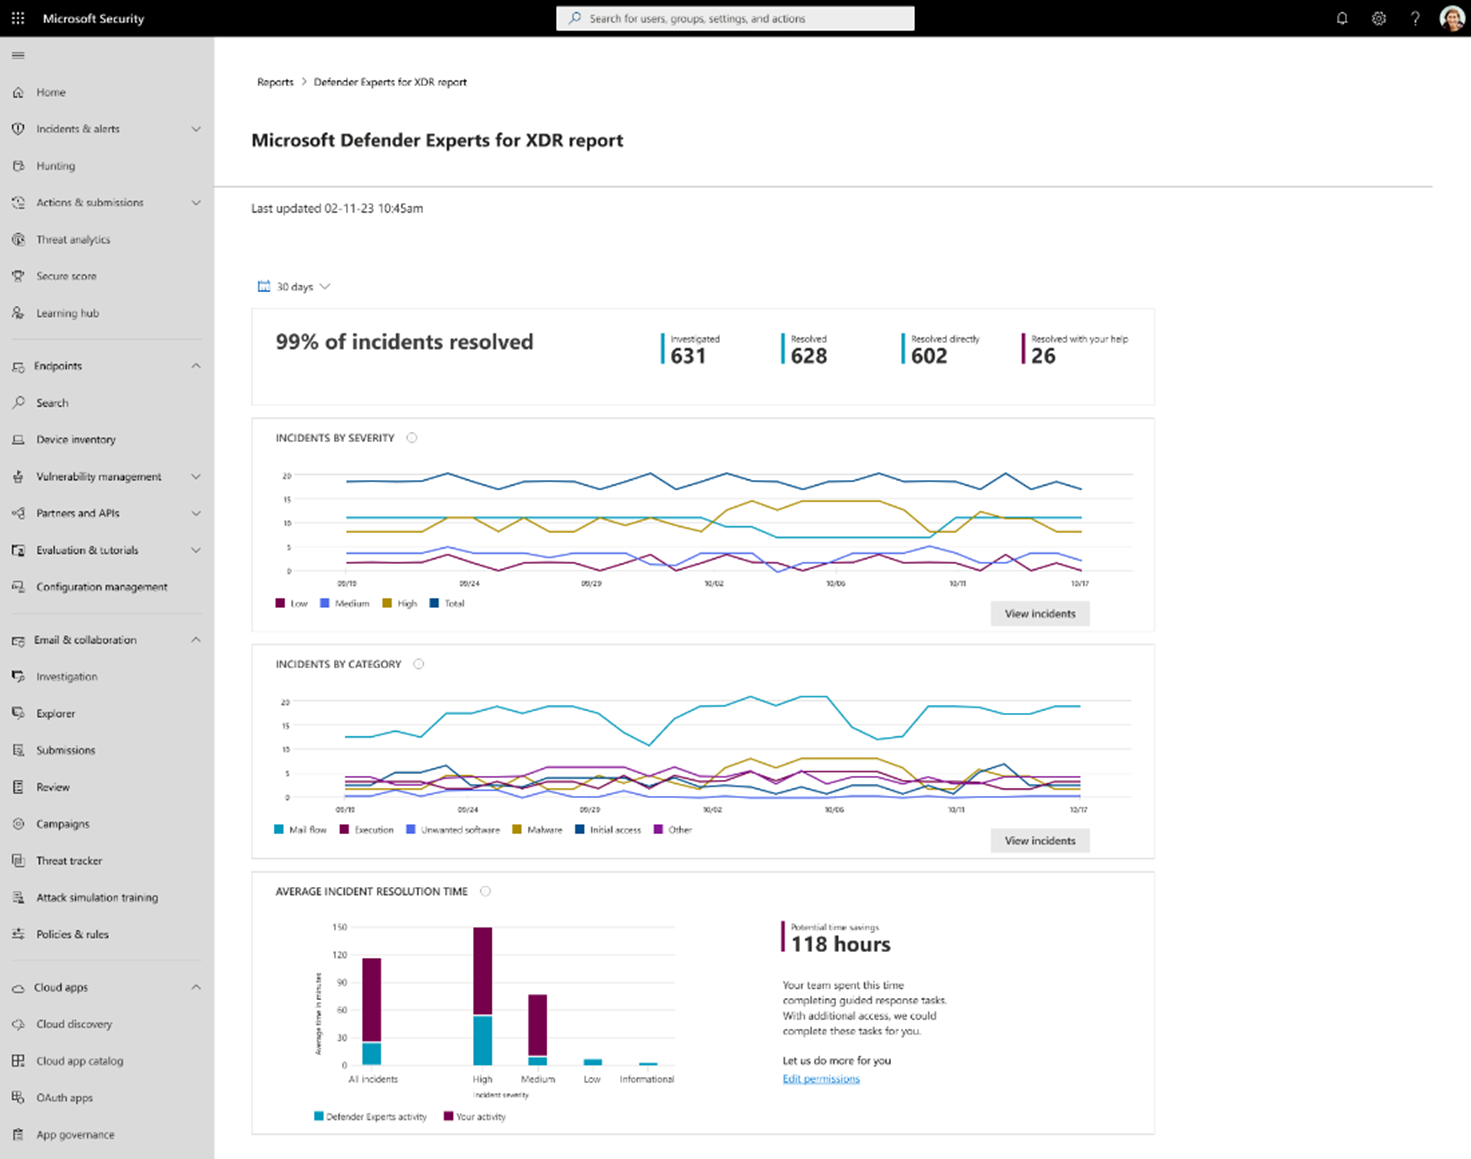 Microsoft Security
Search for users, groups, settings, and actions
Home
Incidents & alerts
Hunting
Actions & submissions
Threat analytics
Secure score
Learning hub
Endpoints
Search
Device inventory
Vulnerability management
Partners and APIs
Evaluation & tutorials
Configuration management
Email & collaboration
Investigation
Explorer
Submissions
Review
Campaigns
Threat tracker
Attack simulation training
Policies & rules
Cloud apps
Cloud discovery
Cloud app catalog
OAuth apps
App governance
Reports > Defender Experts for XDR report
Microsoft Defender Experts for XDR report
Last updated 02-11-23 10:45am
30 days
99% of incidents resolved
Investigated
631
Resolved
628
Resolved directly
602
Resolved with your help
26
INCIDENTS BY SEVERITY
20
15
10
5
0
09/19 09/24 09/29 10/02 10/06 10/11 10/17
Low Medium High Total
View incidents
INCIDENTS BY CATEGORY
20
15
10
5
0
09/19 09/24 09/29 10/02 10/06 10/11 10/17
Mail flow Execution Unwanted software Malware Initial access Other
View incidents
AVERAGE INCIDENT RESOLUTION TIME
Average time in minutes
150
120
90
60
30
0
All incidents High Medium Low Informational
Incident severity
Defender Experts activity Your activity
Potential time savings
118 hours
Your team spent this time
completing guided response tasks.
With additional access, we could
complete these tasks for you.
Let us do more for you
Edit permissions